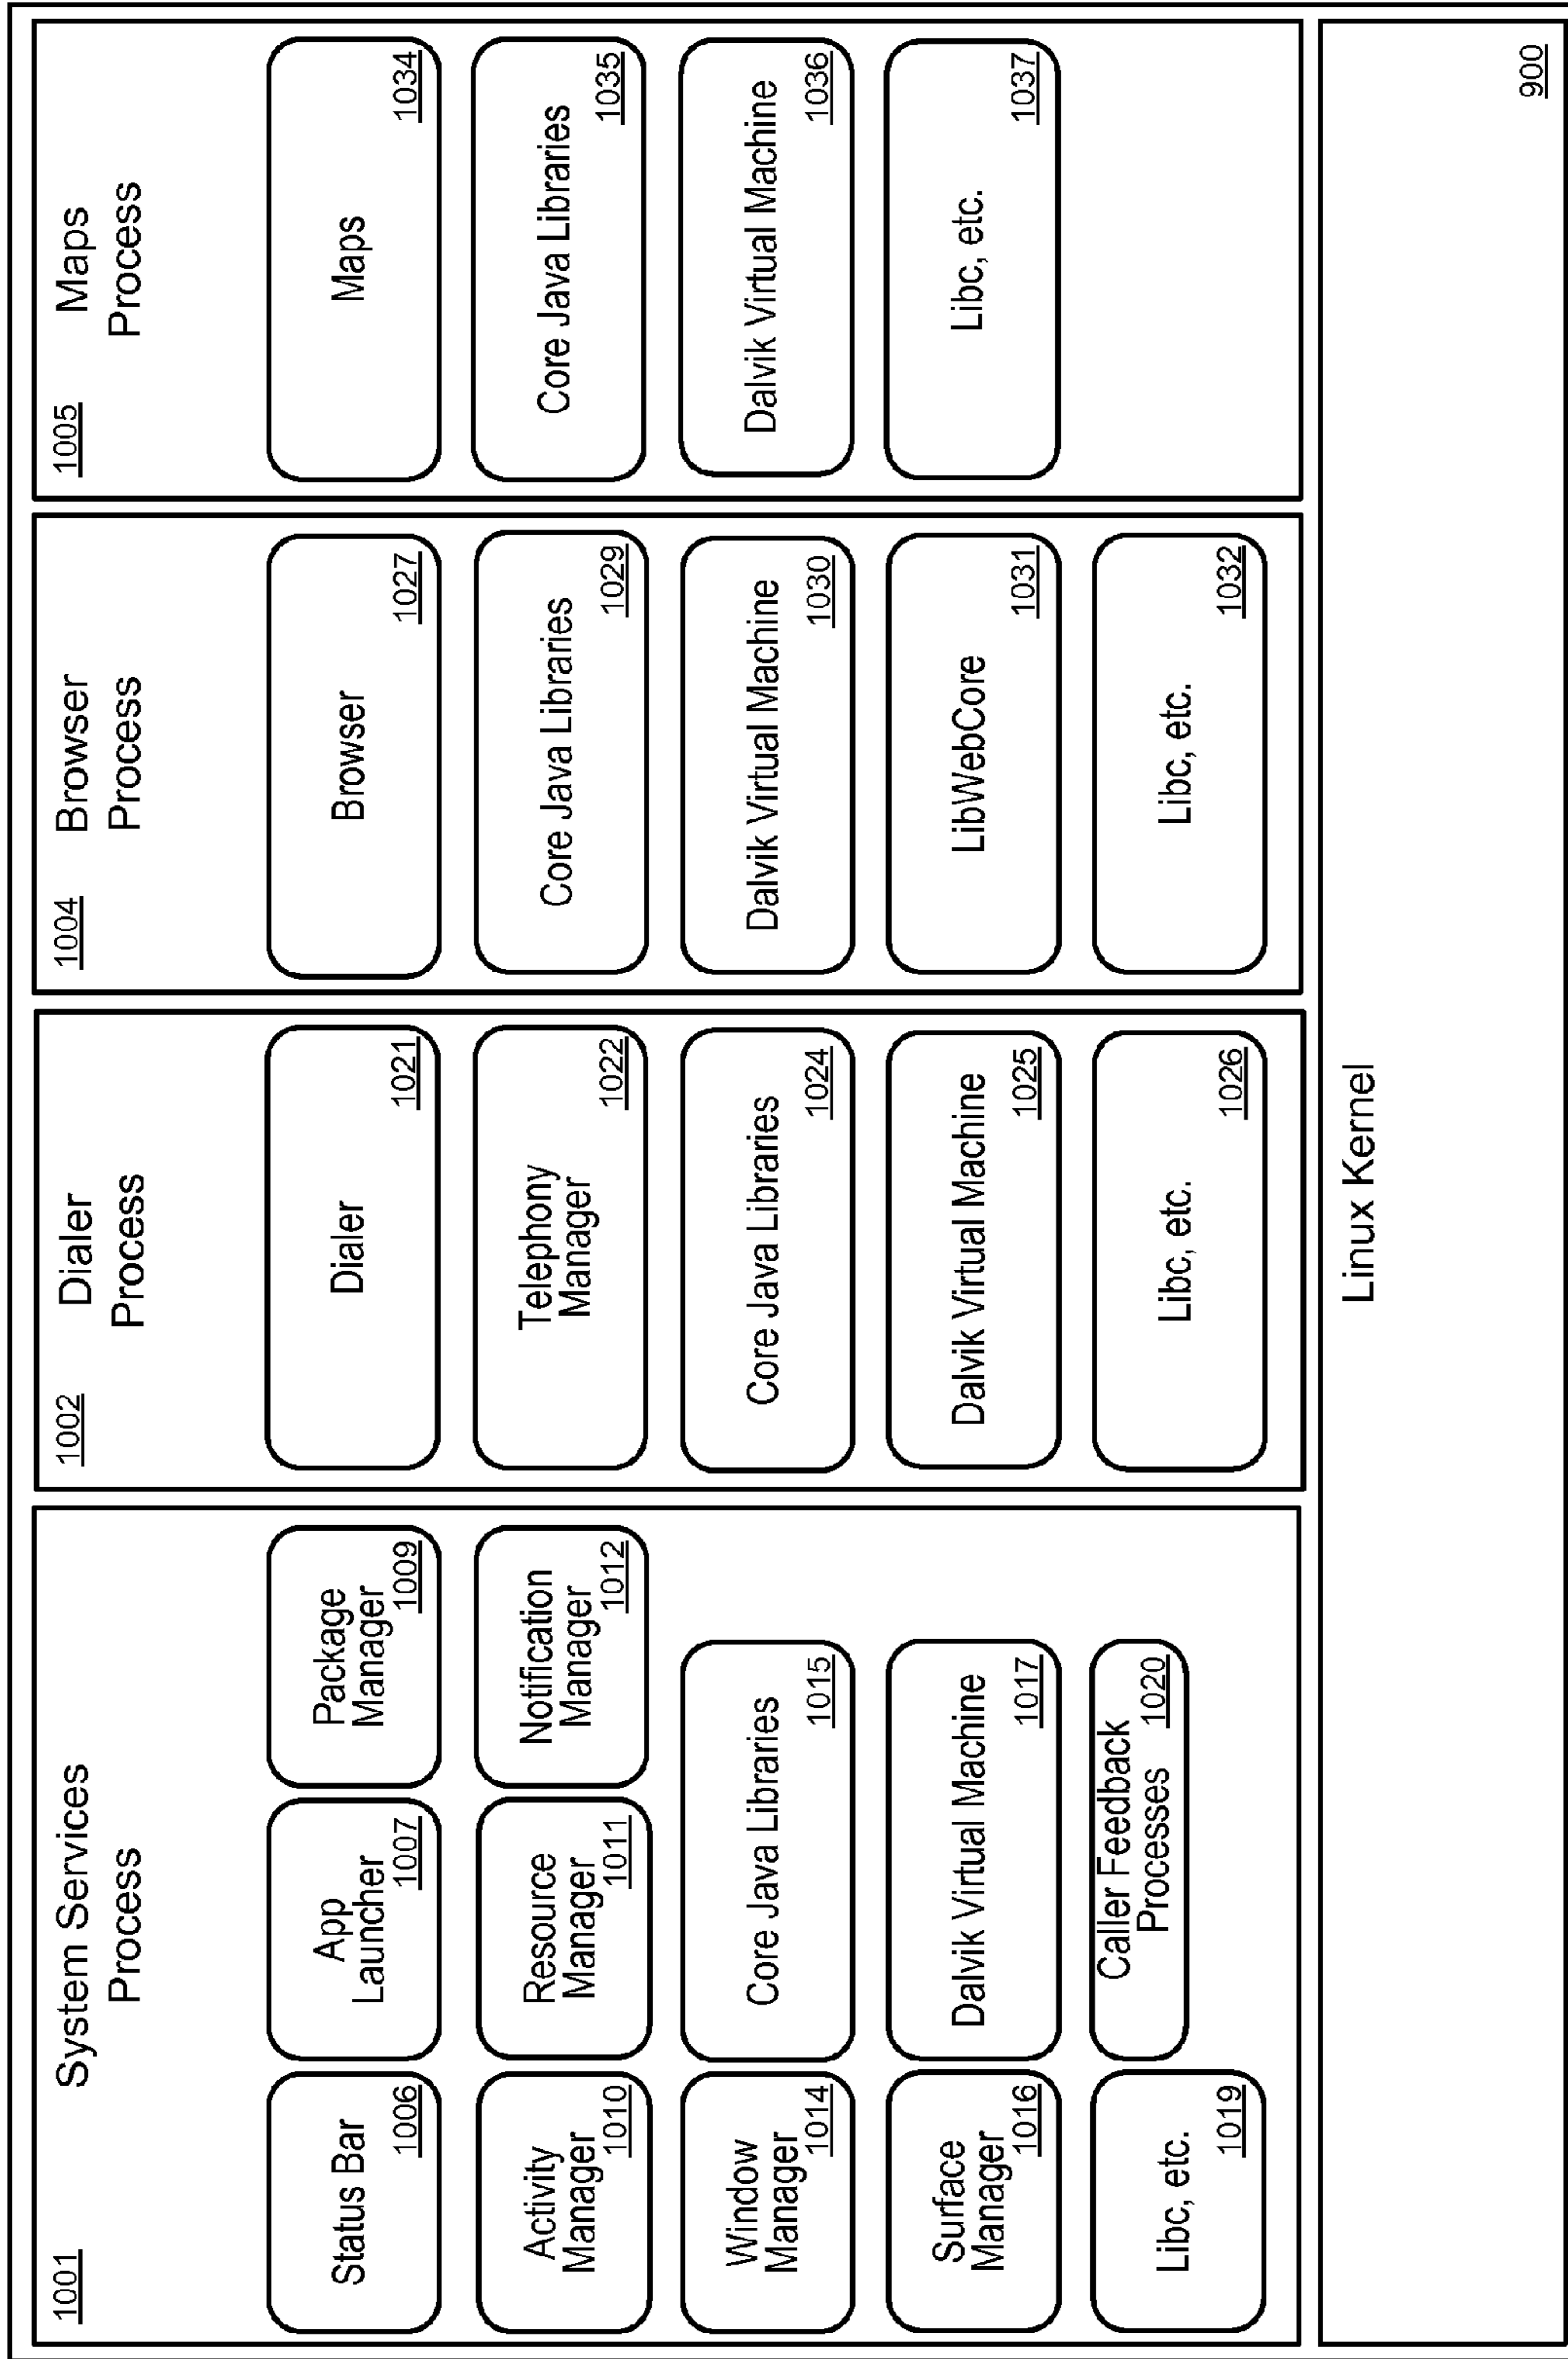 1001
System Services
Process
Status Bar
1006
App
Launcher
1007
Package
Manager
1009
Activity
Manager
1010
Resource
Manager
1011
Notification
Manager
1012
Window
Manager
1014
Core Java Libraries
1015
Surface
Manager
1016
Dalvik Virtual Machine
1017
Libc, etc.
1019
Caller Feedback
Processes
1020
1002
Dialer
Process
Dialer
1021
Telephony
Manager
1022
Core Java Libraries
1024
Dalvik Virtual Machine
1025
Libc, etc.
1026
1004
Browser
Process
Browser
1027
Core Java Libraries
1029
Dalvik Virtual Machine
1030
LibWebCore
1031
Libc, etc.
1032
1005
Maps
Process
Maps
1034
Core Java Libraries
1035
Dalvik Virtual Machine
1036
Libc, etc.
1037
Linux Kernel
900